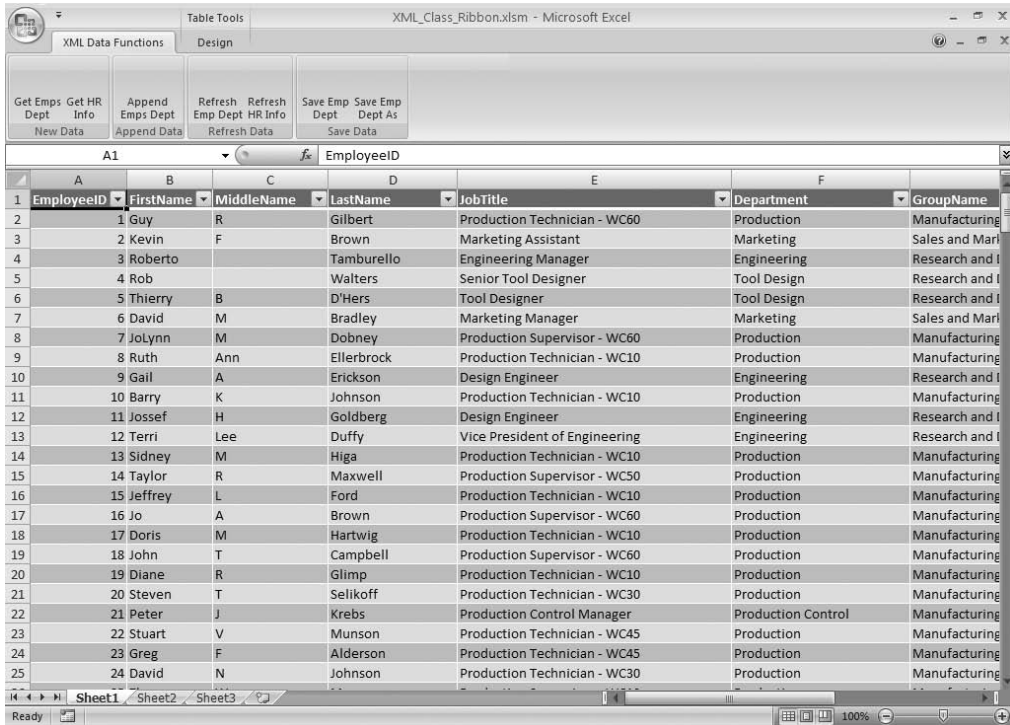 Table Tools XML_Class_Ribbon.xlsm - Microsoft Excel
XML Data Functions Design
Get Emps Dept Get HR Info Append Emps Dept Refresh Emp Dept Refresh HR Info Save Emp Dept Save Emp Dept As
New Data Append Data Refresh Data Save Data
A1 fx EmployeeID
A B C D E F
1 EmployeeID FirstName MiddleName LastName JobTitle Department GroupName
2 1 Guy R Gilbert Production Technician - WC60 Production Manufacturing
3 2 Kevin F Brown Marketing Assistant Marketing Sales and Mark
4 3 Roberto Tamburello Engineering Manager Engineering Research and
5 4 Rob Walters Senior Tool Designer Tool Design Research and
6 5 Thierry B D'Hers Tool Designer Tool Design Research and
7 6 David M Bradley Marketing Manager Marketing Sales and Mark
8 7 JoLynn M Dobney Production Supervisor - WC60 Production Manufacturing
9 8 Ruth Ann Ellerbrock Production Technician - WC10 Production Manufacturing
10 9 Gail A Erickson Design Engineer Engineering Research and
11 10 Barry K Johnson Production Technician - WC10 Production Manufacturing
12 11 Jossef H Goldberg Design Engineer Engineering Research and
13 12 Terri Lee Duffy Vice President of Engineering Engineering Research and
14 13 Sidney M Higa Production Technician - WC10 Production Manufacturing
15 14 Taylor R Maxwell Production Supervisor - WC50 Production Manufacturing
16 15 Jeffrey L Ford Production Technician - WC10 Production Manufacturing
17 16 Jo A Brown Production Supervisor - WC60 Production Manufacturing
18 17 Doris M Hartwig Production Technician - WC10 Production Manufacturing
19 18 John T Campbell Production Supervisor - WC60 Production Manufacturing
20 19 Diane R Glimp Production Technician - WC10 Production Manufacturing
21 20 Steven T Selikoff Production Technician - WC30 Production Manufacturing
22 21 Peter J Krebs Production Control Manager Production Control Manufacturing
23 22 Stuart V Munson Production Technician - WC45 Production Manufacturing
24 23 Greg F Alderson Production Technician - WC45 Production Manufacturing
25 24 David N Johnson Production Technician - WC30 Production Manufacturing
Sheet1 Sheet2 Sheet3
Ready 100%